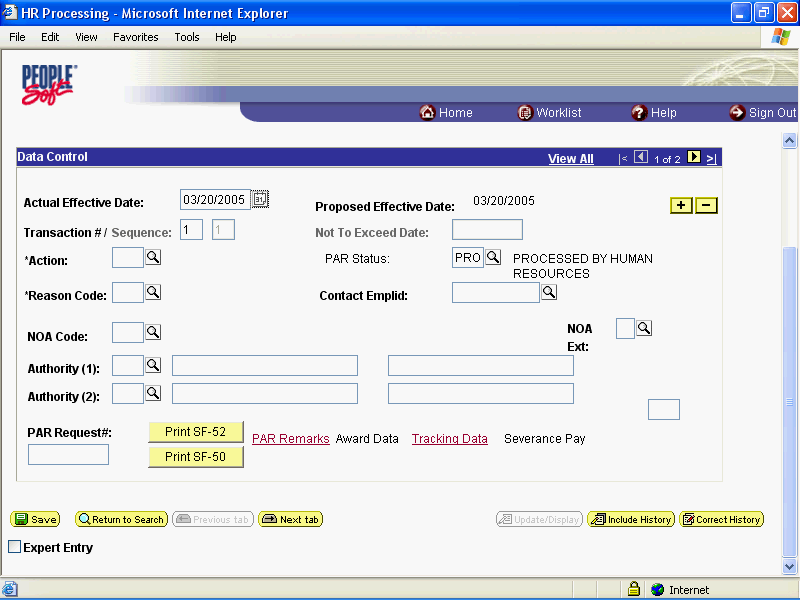 HR Processing - Microsoft Internet Explorer
File Edit View Favorites Tools Help
PEOPLE
Soft
Home Worklist Help Sign Out
Data Control View All |< 1 of 2 >|
Actual Effective Date: 03/20/2005 31 Proposed Effective Date: 03/20/2005 + −
Transaction # / Sequence: 1 1 Not To Exceed Date:
*Action: PAR Status: PRO PROCESSED BY HUMAN
RESOURCES
*Reason Code: Contact Emplid:
NOA Code: NOA
Ext:
Authority (1):
Authority (2):
PAR Request#: Print SF-52 PAR Remarks Award Data Tracking Data Severance Pay
Print SF-50
Save Return to Search Previous tab Next tab Update/Display Include History Correct History
Expert Entry
Internet